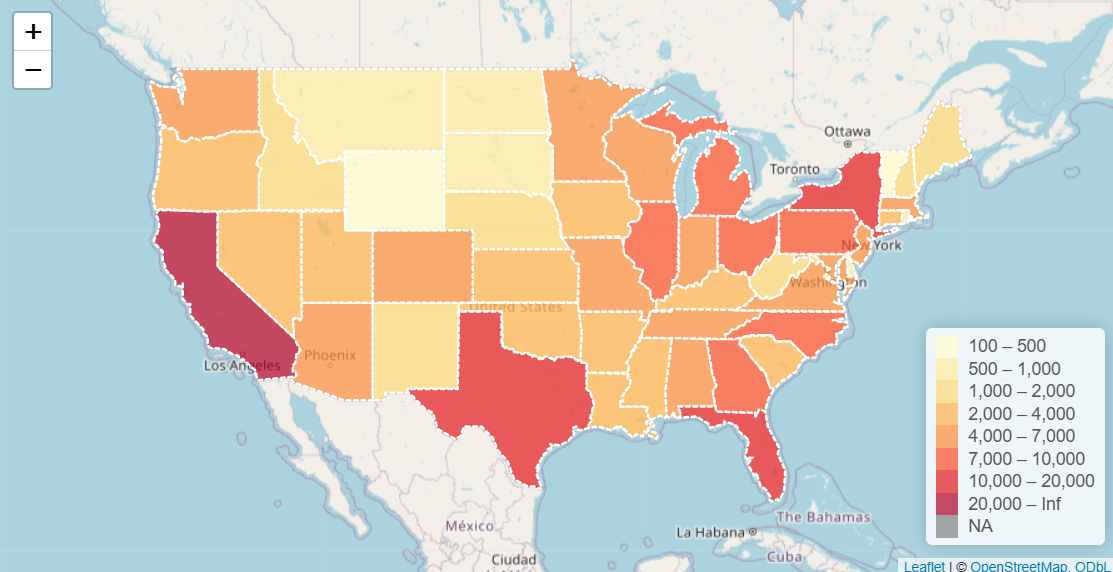 +
−
Ottawa
Toronto
New York
Washington
United States
Phoenix
Los Angeles
100 – 500
500 – 1,000
1,000 – 2,000
2,000 – 4,000
4,000 – 7,000
7,000 – 10,000
10,000 – 20,000
20,000 – Inf
NA
México
The Bahamas
La Habana
Cuba
Ciudad
Leaflet | © OpenStreetMap, ODbL